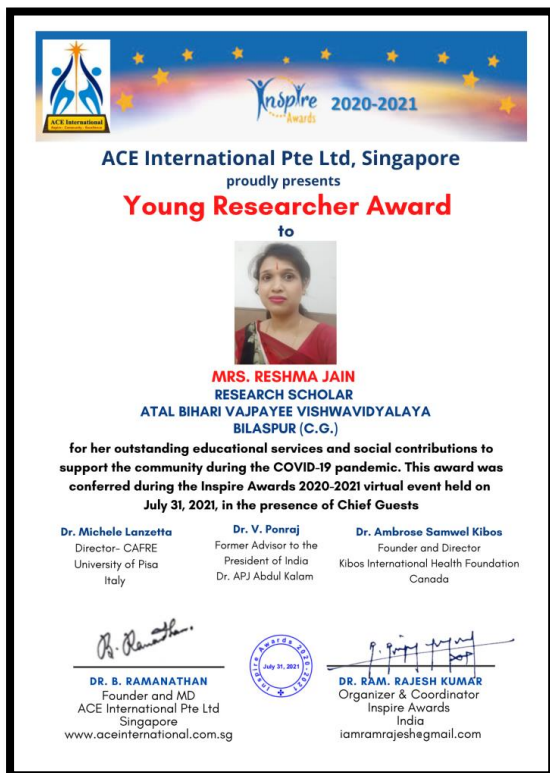 ACE International
Inspire Awards 2020-2021
ACE International Pte Ltd, Singapore
proudly presents
Young Researcher Award
to
MRS. RESHMA JAIN
RESEARCH SCHOLAR
ATAL BIHARI VAJPAYEE VISHWAVIDYALAYA
BILASPUR (C.G.)
for her outstanding educational services and social contributions to
support the community during the COVID-19 pandemic. This award was
conferred during the Inspire Awards 2020-2021 virtual event held on
July 31, 2021, in the presence of Chief Guests
Dr. Michele Lanzetta
Director- CAFRE
University of Pisa
Italy
Dr. V. Ponraj
Former Advisor to the
President of India
Dr. APJ Abdul Kalam
Dr. Ambrose Samwel Kibos
Founder and Director
Kibos International Health Foundation
Canada
B. Ramanathan.
DR. B. RAMANATHAN
Founder and MD
ACE International Pte Ltd
Singapore
www.aceinternational.com.sg
Inspire Awards 2020-2021
July 31, 2021
DR. RAM. RAJESH KUMAR
Organizer & Coordinator
Inspire Awards
India
iamramrajesh@gmail.com